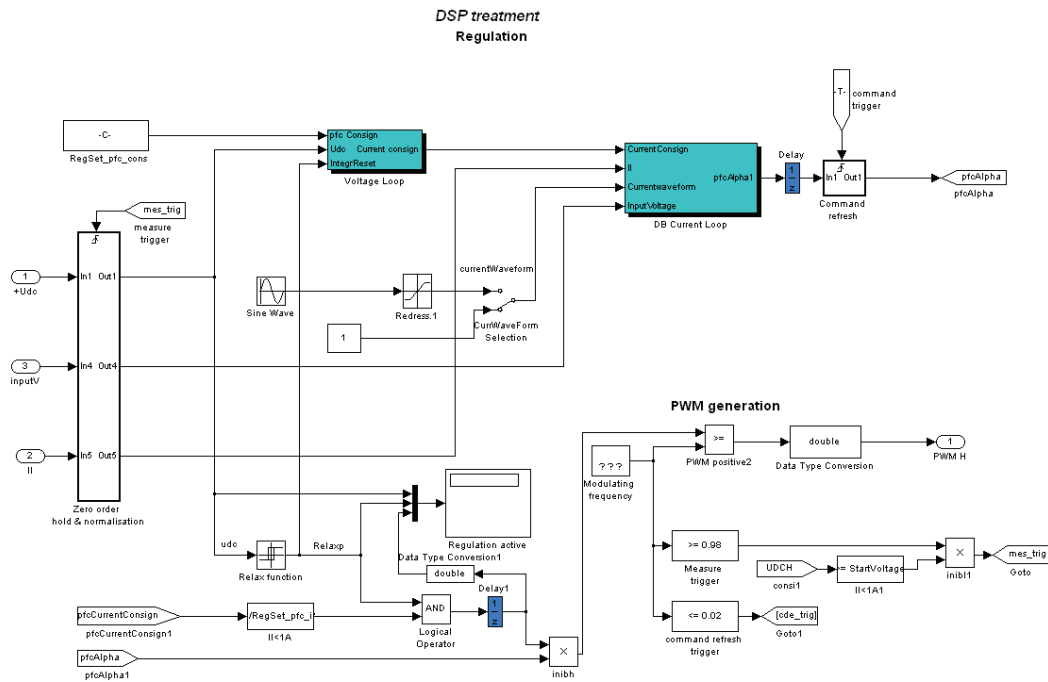 DSP treatment
Regulation
-T-
command
trigger
-C-
RegSet_pfc_cons
pfc Consign
Udc
Current consign
IntegrReset
Voltage Loop
CurrentConsign
Il
Currentwaveform
InputVoltage
pfcAlpha1
DB Current Loop
Delay
1
z
In1 Out1
Command
refresh
pfcAlpha
pfcAlpha
mes_trig
measure
trigger
1
+Udc
In1 Out1
3
inputV
In4 Out4
2
Il
In5 Out5
Zero order
hold & normalisation
Sine Wave
Redress.1
currentWaveform
1
CurrWaveForm
Selection
PWM generation
? ? ?
Modulating
frequency
>=
PWM positive2
double
Data Type Conversion
1
PWM H
Regulation active
udc
Relax function
Relaxp
Data Type Conversion1
double
Delay1
1
z
pfcCurrentConsign
pfcCurrentConsign1
/RegSet_pfc_i
Il<1A
AND
Logical
Operator
pfcAlpha
pfcAlpha1
×
inibh
>= 0.98
Measure
trigger
UDCH
consi1
= StartVoltage
Il<1A1
×
inibl1
mes_trig
Goto
<= 0.02
command refresh
trigger
[cde_trig]
Goto1